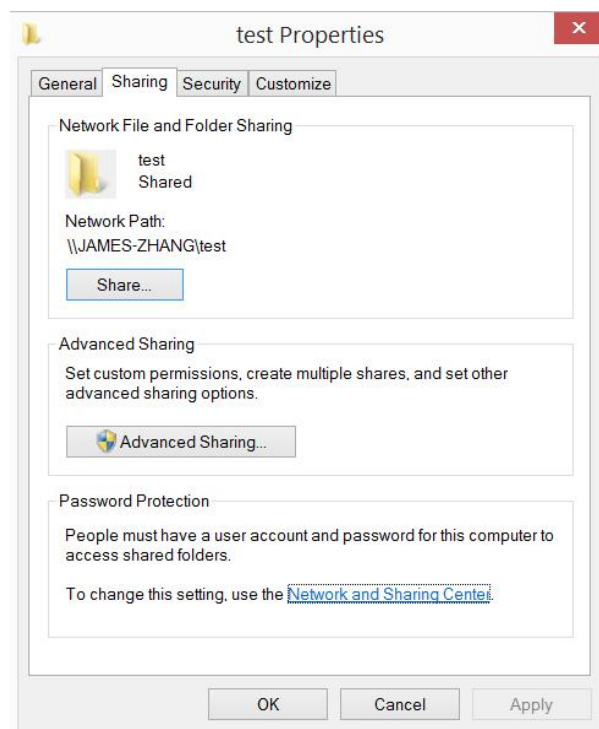 test Properties
General Sharing Security Customize
Network File and Folder Sharing
test
Shared
Network Path:
\\JAMES-ZHANG\test
Share...
Advanced Sharing
Set custom permissions, create multiple shares, and set other
advanced sharing options.
Advanced Sharing...
Password Protection
People must have a user account and password for this computer to
access shared folders.
To change this setting, use the Network and Sharing Center.
OK Cancel Apply